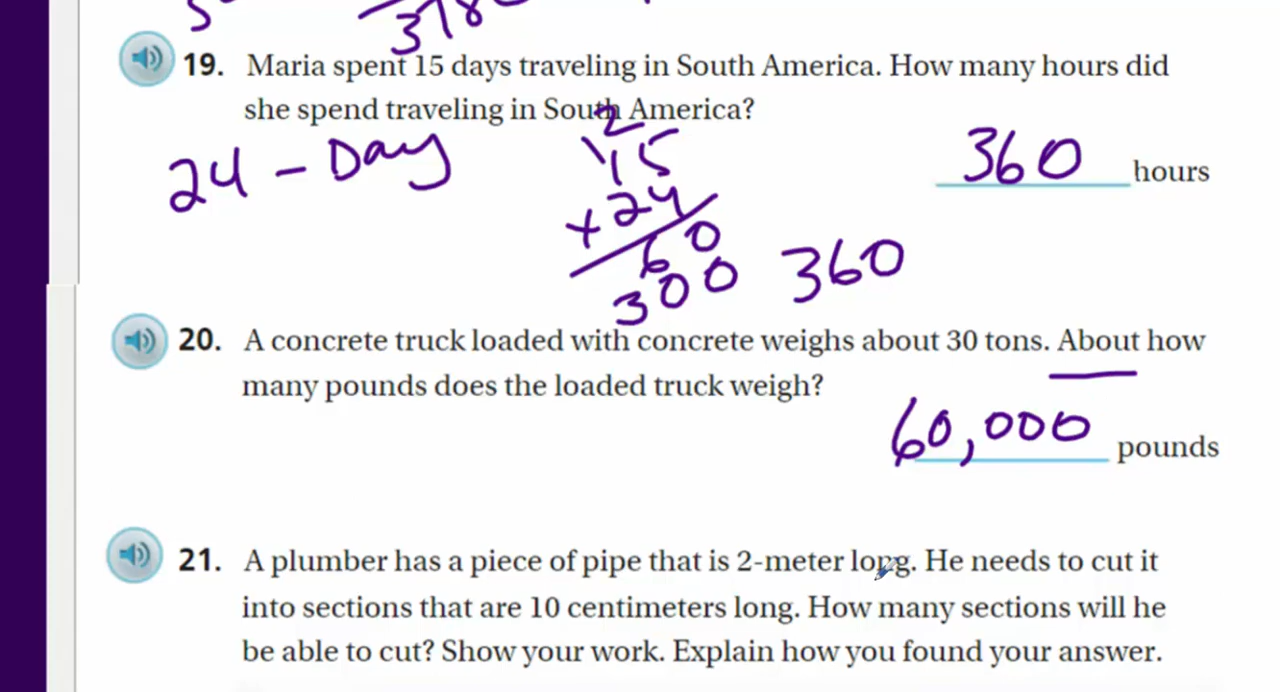 378
19. Maria spent 15 days traveling in South America. How many hours did
she spend traveling in South America?
24 - Day
2
15
+24
60
300
360
360 hours
20. A concrete truck loaded with concrete weighs about 30 tons. About how
many pounds does the loaded truck weigh?
60,000 pounds
21. A plumber has a piece of pipe that is 2-meter long. He needs to cut it
into sections that are 10 centimeters long. How many sections will he
be able to cut? Show your work. Explain how you found your answer.